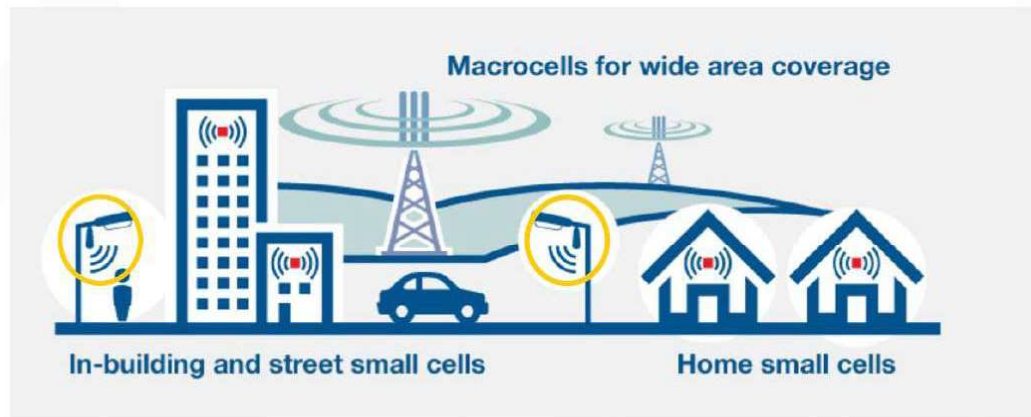 Macrocells for wide area coverage
In-building and street small cells
Home small cells